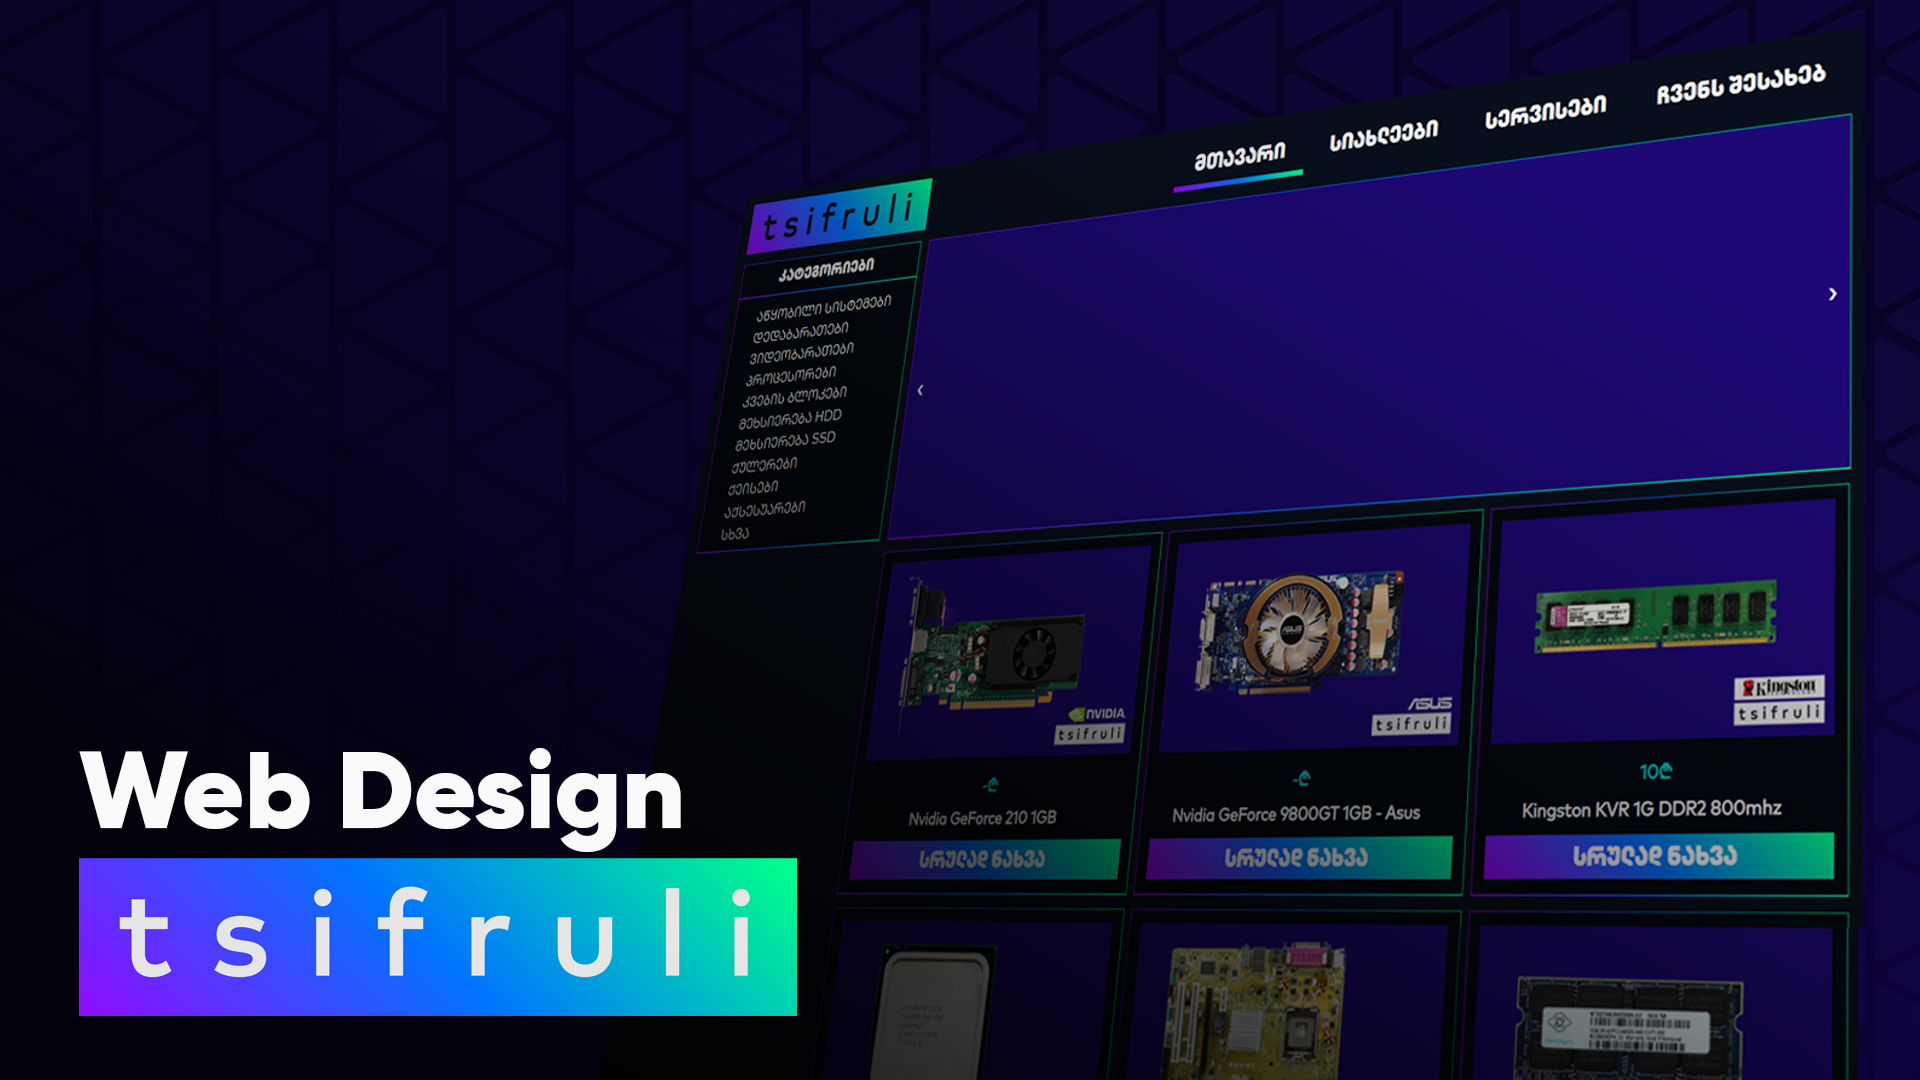 მთავარი
სიახლეები
სერვისები
ჩვენს შესახებ
tsifruli
კატეგორიები
აწყობილი სისტემები
დედაბარათები
ვიდეობარათები
პროცესორები
კვების ბლოკები
მეხსიერება HDD
მეხსიერება SSD
ქულერები
ქეისები
აქსესუარები
სხვა
‹
›
NVIDIA
tsifruli
ASUS
tsifruli
Kingston
tsifruli
-₾
-₾
10₾
Nvidia GeForce 210 1GB
Nvidia GeForce 9800GT 1GB - Asus
Kingston KVR 1G DDR2 800mhz
სრულად ნახვა
სრულად ნახვა
სრულად ნახვა
Web Design
tsifruli